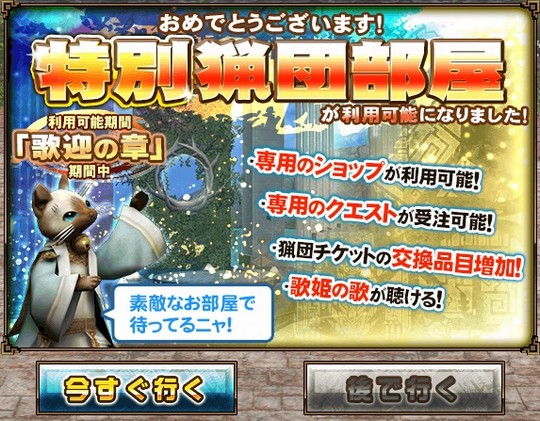 おめでとうございます!
特別猟団部屋
が利用可能になりました!
利用可能期間
「歌迎の章」
期間中
・専用のショップが利用可能!
・専用のクエストが受注可能!
・猟団チケットの交換品目増加!
・歌姫の歌が聴ける!
素敵なお部屋で
待ってるニャ!
今すぐ行く
後で行く